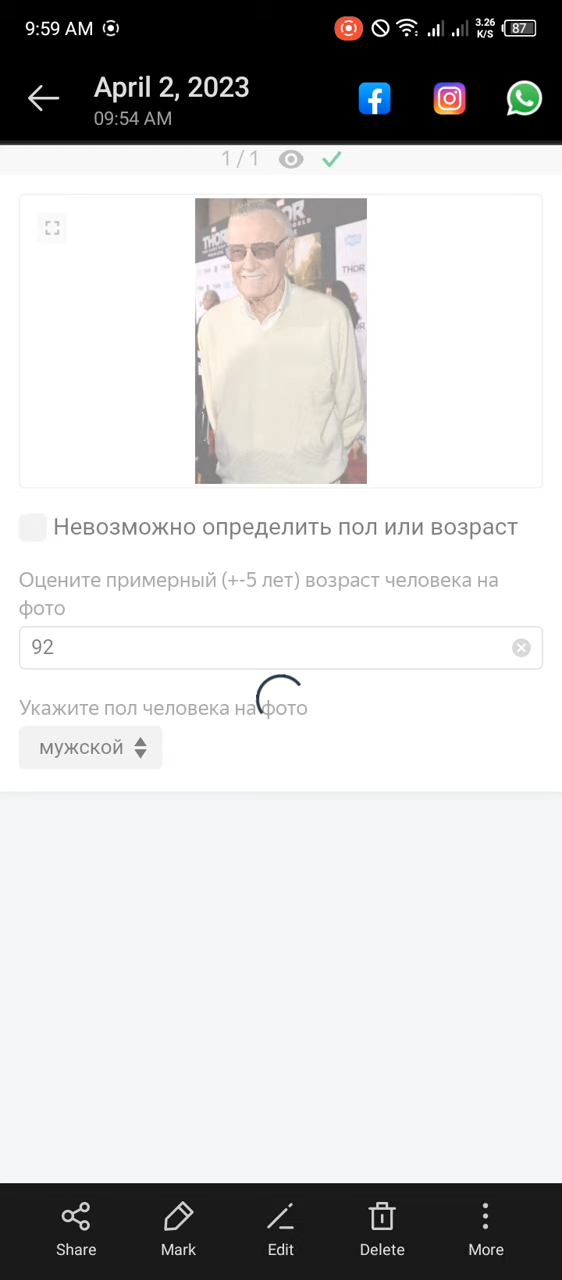 9:59 AM
3.26
K/S
87
April 2, 2023
09:54 AM
1 / 1
THOR
THOR
Невозможно определить пол или возраст
Оцените примерный (+-5 лет) возраст человека на
фото
92
Укажите пол человека на фото
мужской
Share
Mark
Edit
Delete
More